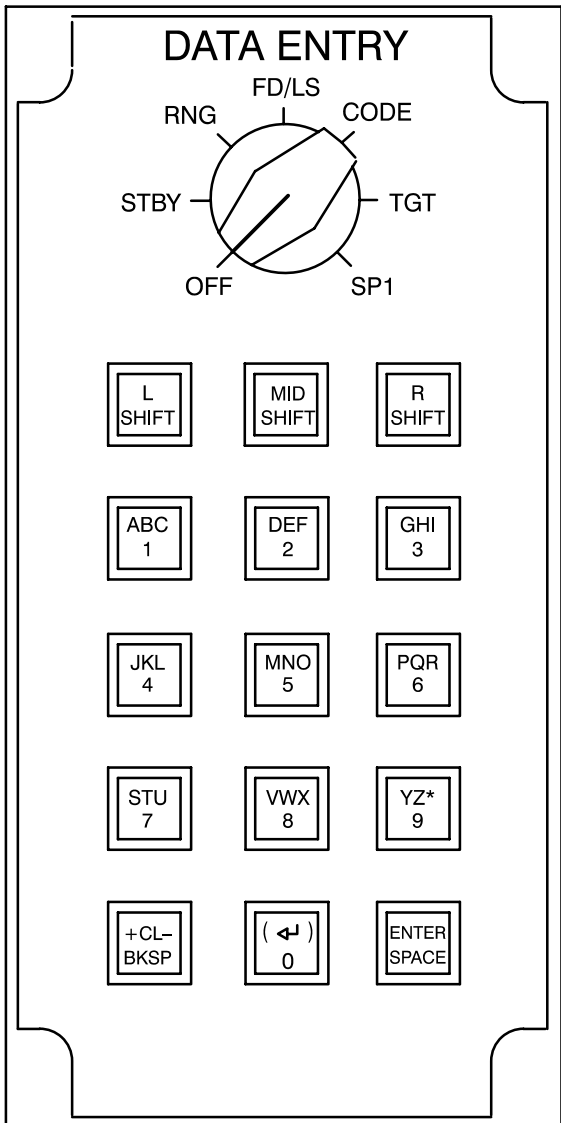 DATA ENTRY
FD/LS
RNG
CODE
STBY
TGT
OFF
SP1
L
SHIFT
MID
SHIFT
R
SHIFT
ABC
1
DEF
2
GHI
3
JKL
4
MNO
5
PQR
6
STU
7
VWX
8
YZ*
9
+CL–
BKSP
( ↵ )
0
ENTER
SPACE